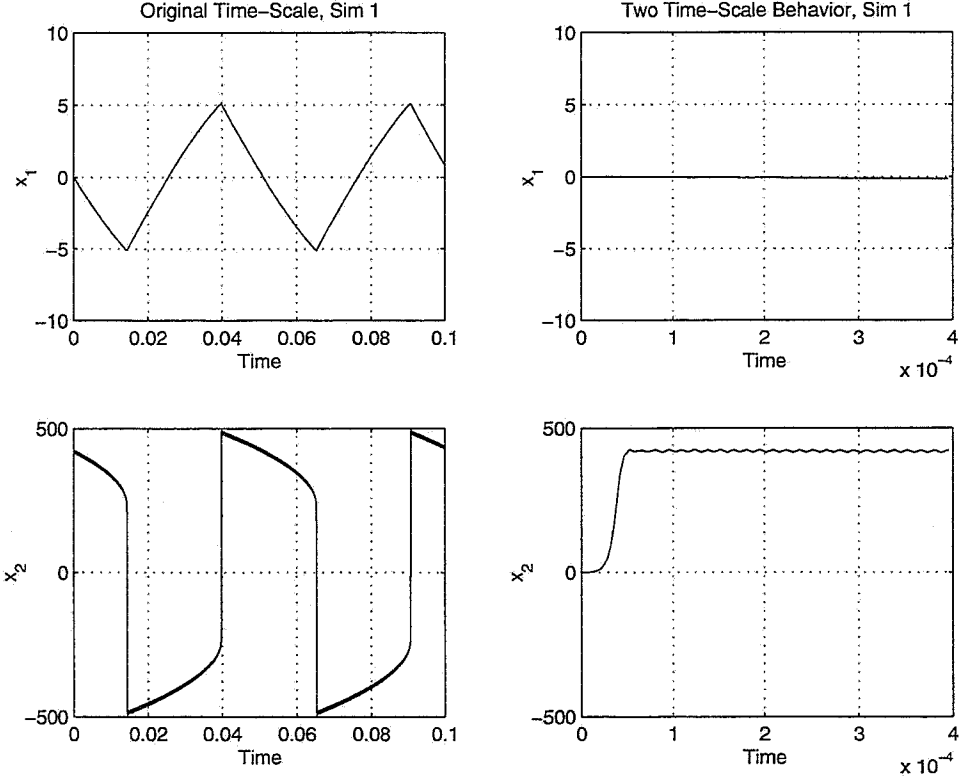 Original Time-Scale, Sim 1
10
5
0
-5
-10
x1
0 0.02 0.04 0.06 0.08 0.1
Time
Two Time-Scale Behavior, Sim 1
10
5
0
-5
-10
x1
0 1 2 3 4
Time
x 10^-4
500
0
-500
x2
0 0.02 0.04 0.06 0.08 0.1
Time
500
0
-500
x2
0 1 2 3 4
Time
x 10^-4